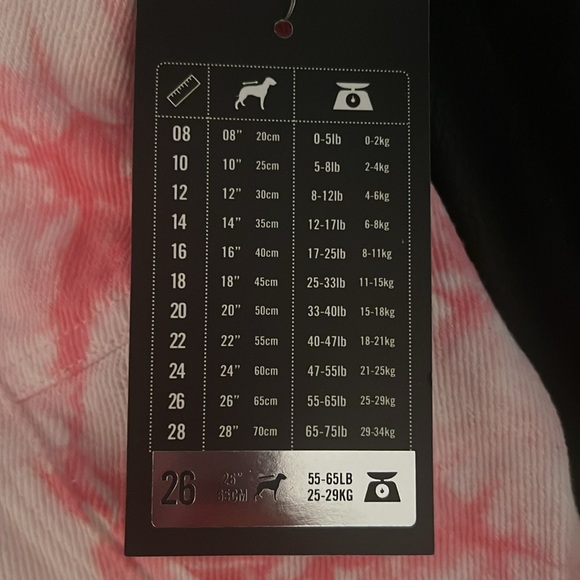 08 08" 20cm 0-5lb 0-2kg
10 10" 25cm 5-8lb 2-4kg
12 12" 30cm 8-12lb 4-6kg
14 14" 35cm 12-17lb 6-8kg
16 16" 40cm 17-25lb 8-11kg
18 18" 45cm 25-33lb 11-15kg
20 20" 50cm 33-40lb 15-18kg
22 22" 55cm 40-47lb 18-21kg
24 24" 60cm 47-55lb 21-25kg
26 26" 65cm 55-65lb 25-29kg
28 28" 70cm 65-75lb 29-34kg
26 26" 55-65LB
65CM 25-29KG